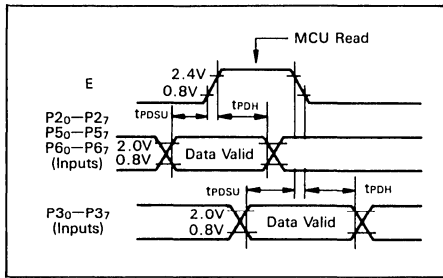 MCU Read
E
2.4V
0.8V
tPDSU
tPDH
P2₀—P2₇
P5₀—P5₇
P6₀—P6₇
(Inputs)
2.0V
0.8V
Data Valid
tPDSU
tPDH
P3₀—P3₇
(Inputs)
2.0V
0.8V
Data Valid